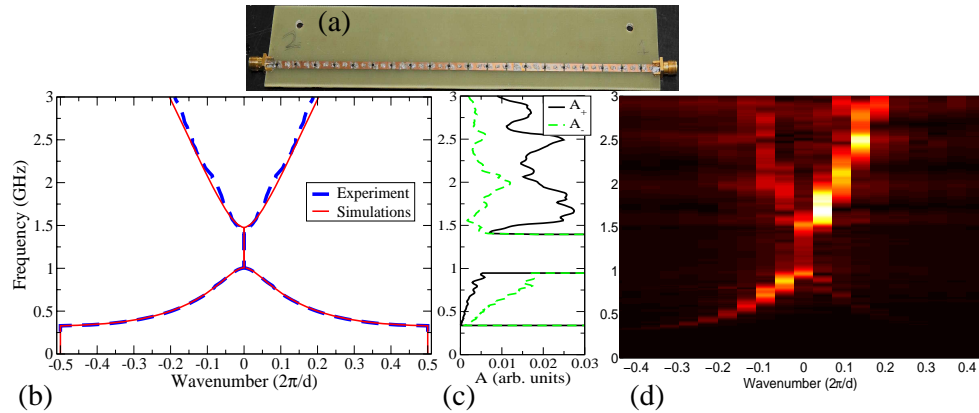 (a)
2
3
2.5
2
1.5
1
0.5
0
Frequency (GHz)
Experiment
Simulations
-0.5 -0.4 -0.3 -0.2 -0.1 0 0.1 0.2 0.3 0.4 0.5
Wavenumber (2π/d)
(b)
A+
A-
3
2.5
2
1.5
1
0.5
0
0 0.01 0.02 0.03
A (arb. units)
(c)
3
2.5
2
1.5
1
0.5
0
-0.4 -0.3 -0.2 -0.1 0 0.1 0.2 0.3 0.4
Wavenumber (2π/d)
(d)